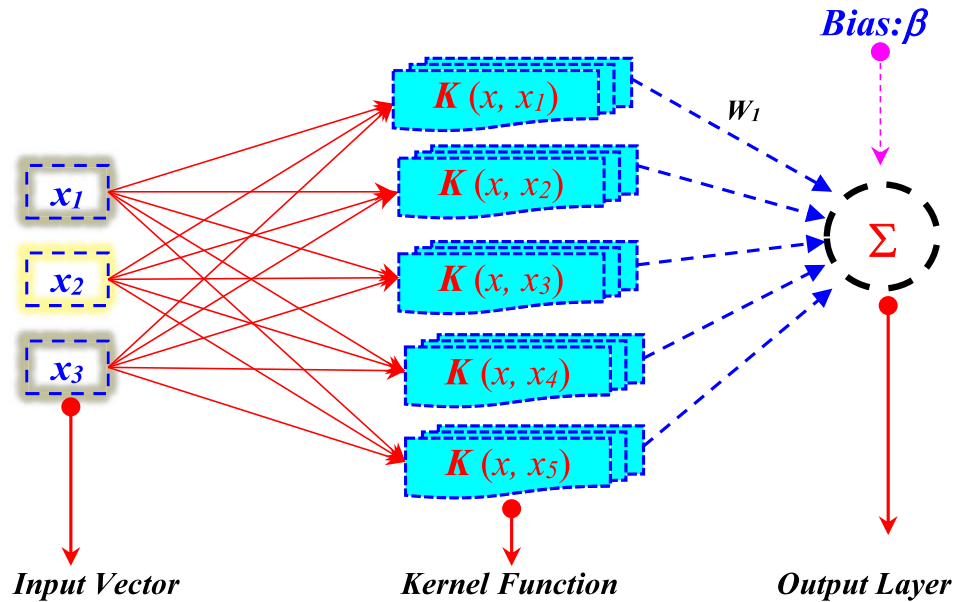 Bias:β
K (x, x1)
W1
K (x, x2)
x1
Σ
x2
K (x, x3)
x3
K (x, x4)
K (x, x5)
Input Vector
Kernel Function
Output Layer